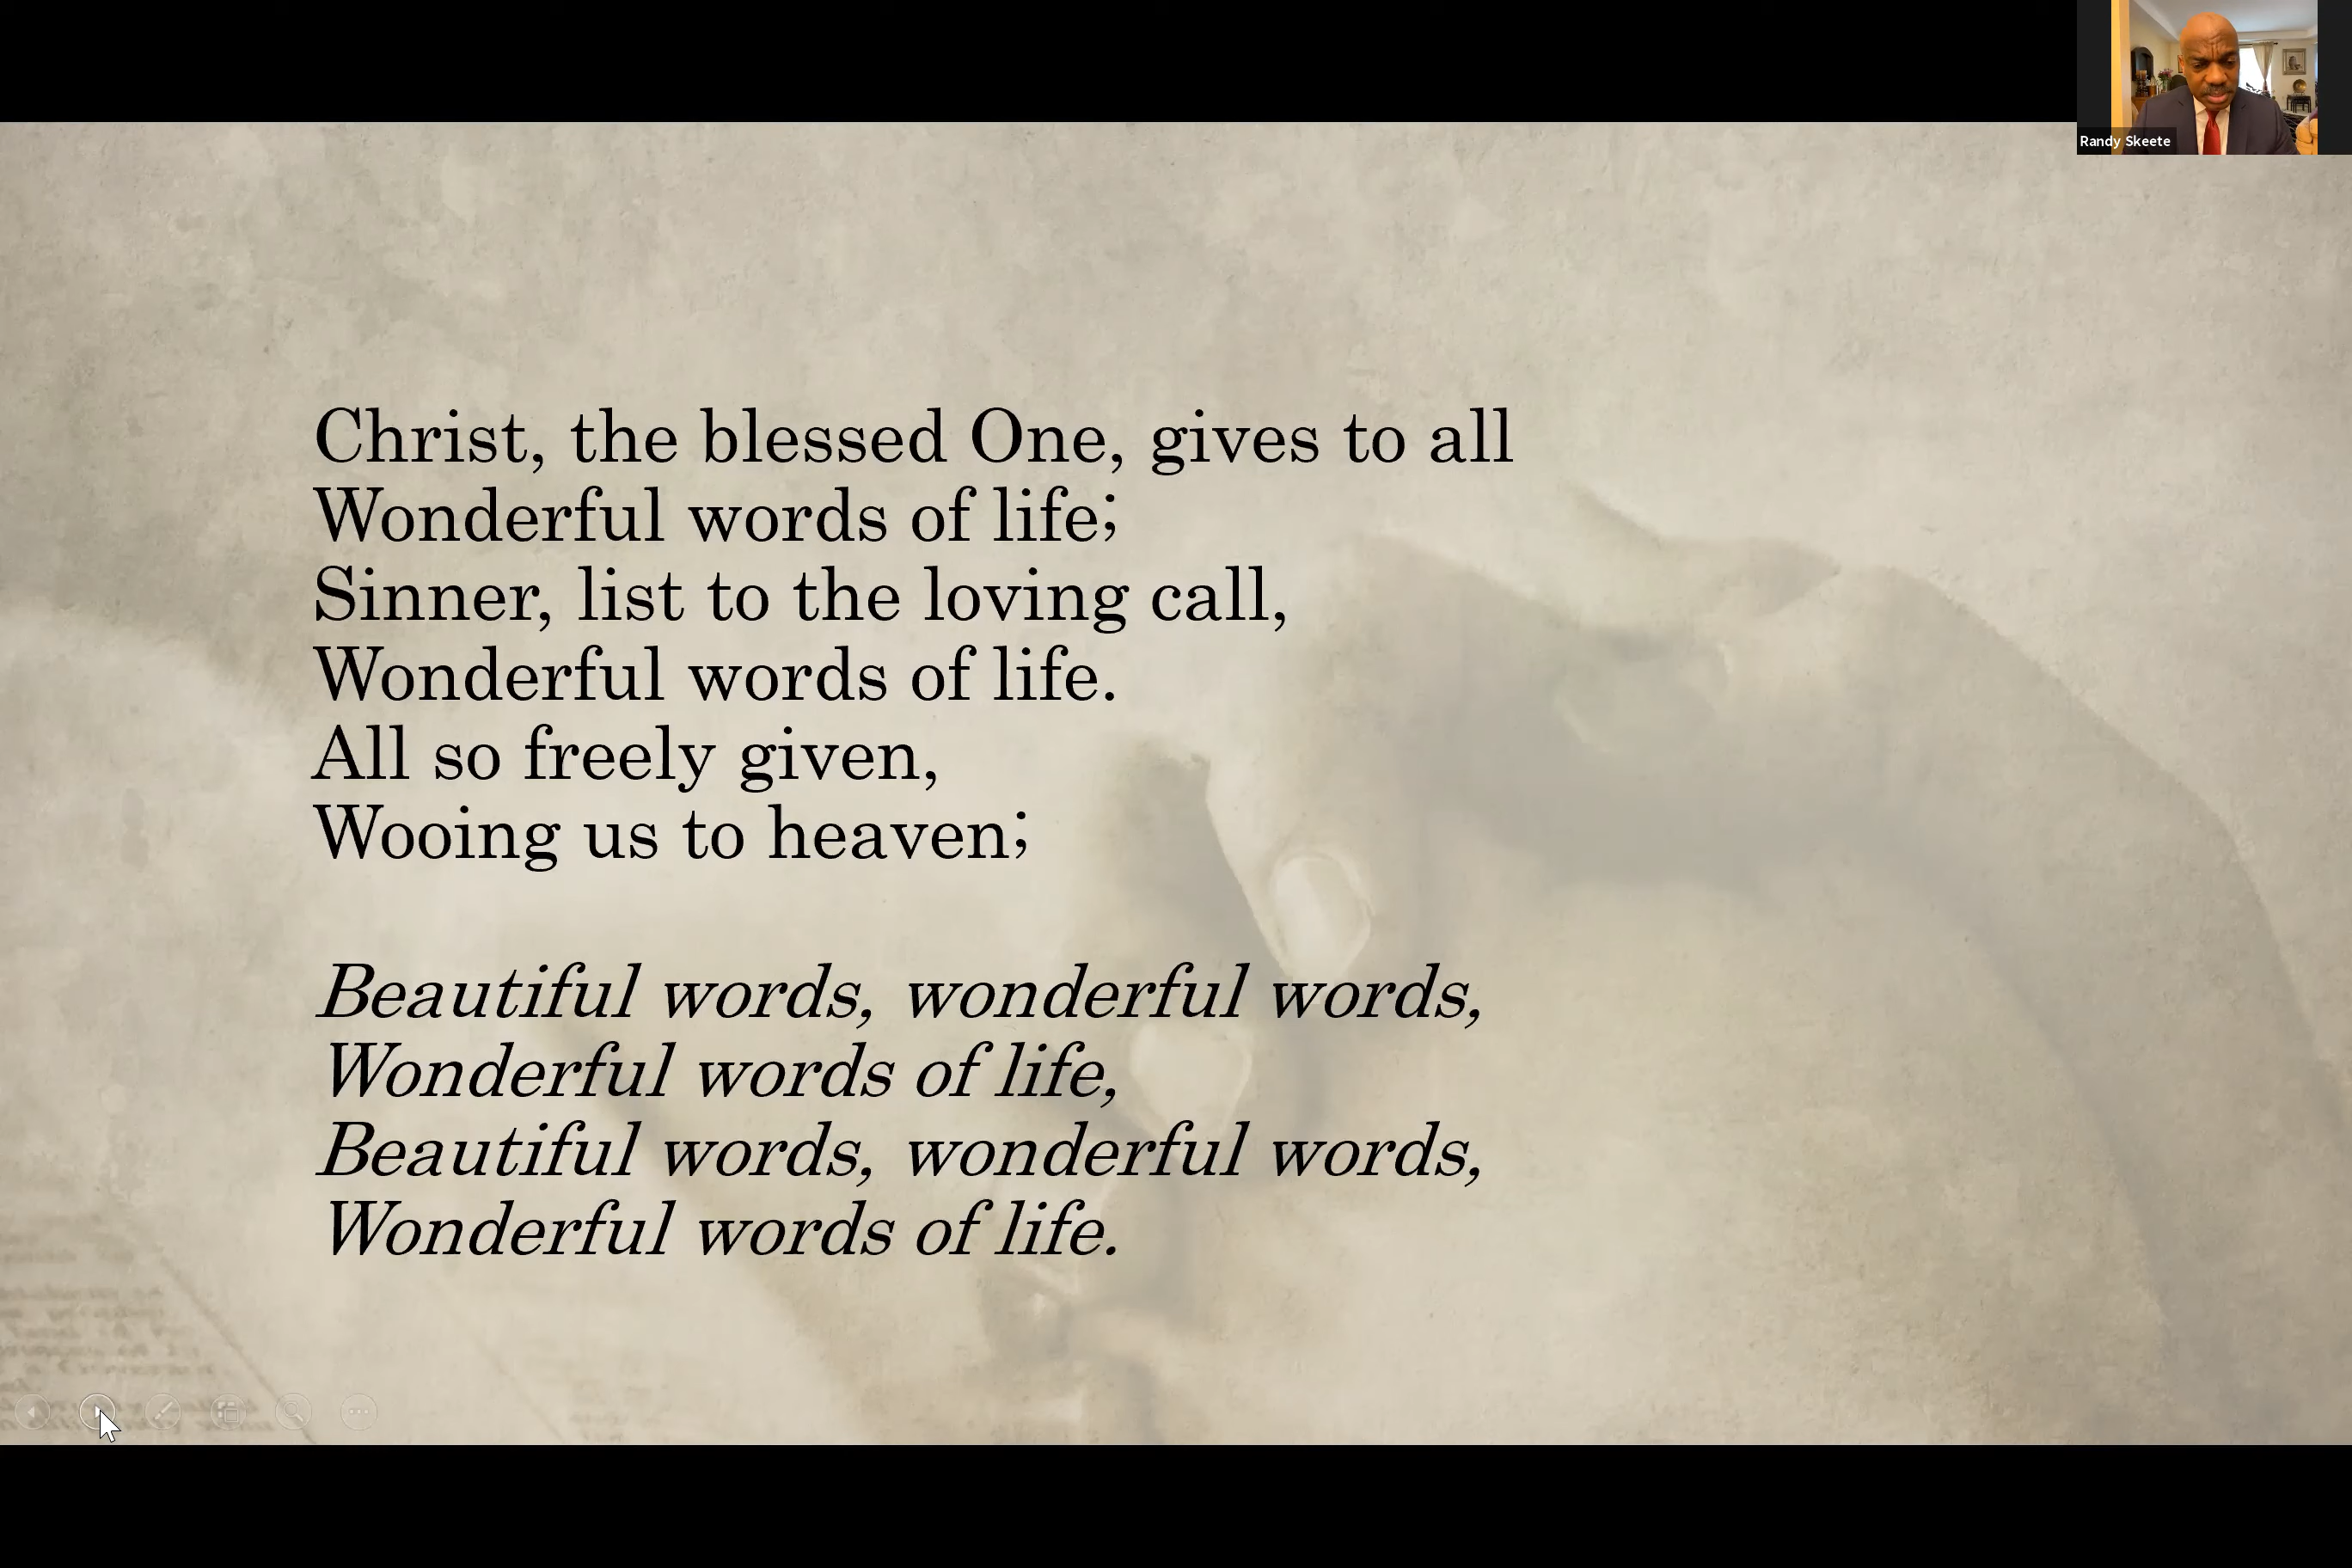 Randy Skeete
Christ, the blessed One, gives to all
Wonderful words of life;
Sinner, list to the loving call,
Wonderful words of life.
All so freely given,
Wooing us to heaven;
Beautiful words, wonderful words,
Wonderful words of life,
Beautiful words, wonderful words,
Wonderful words of life.